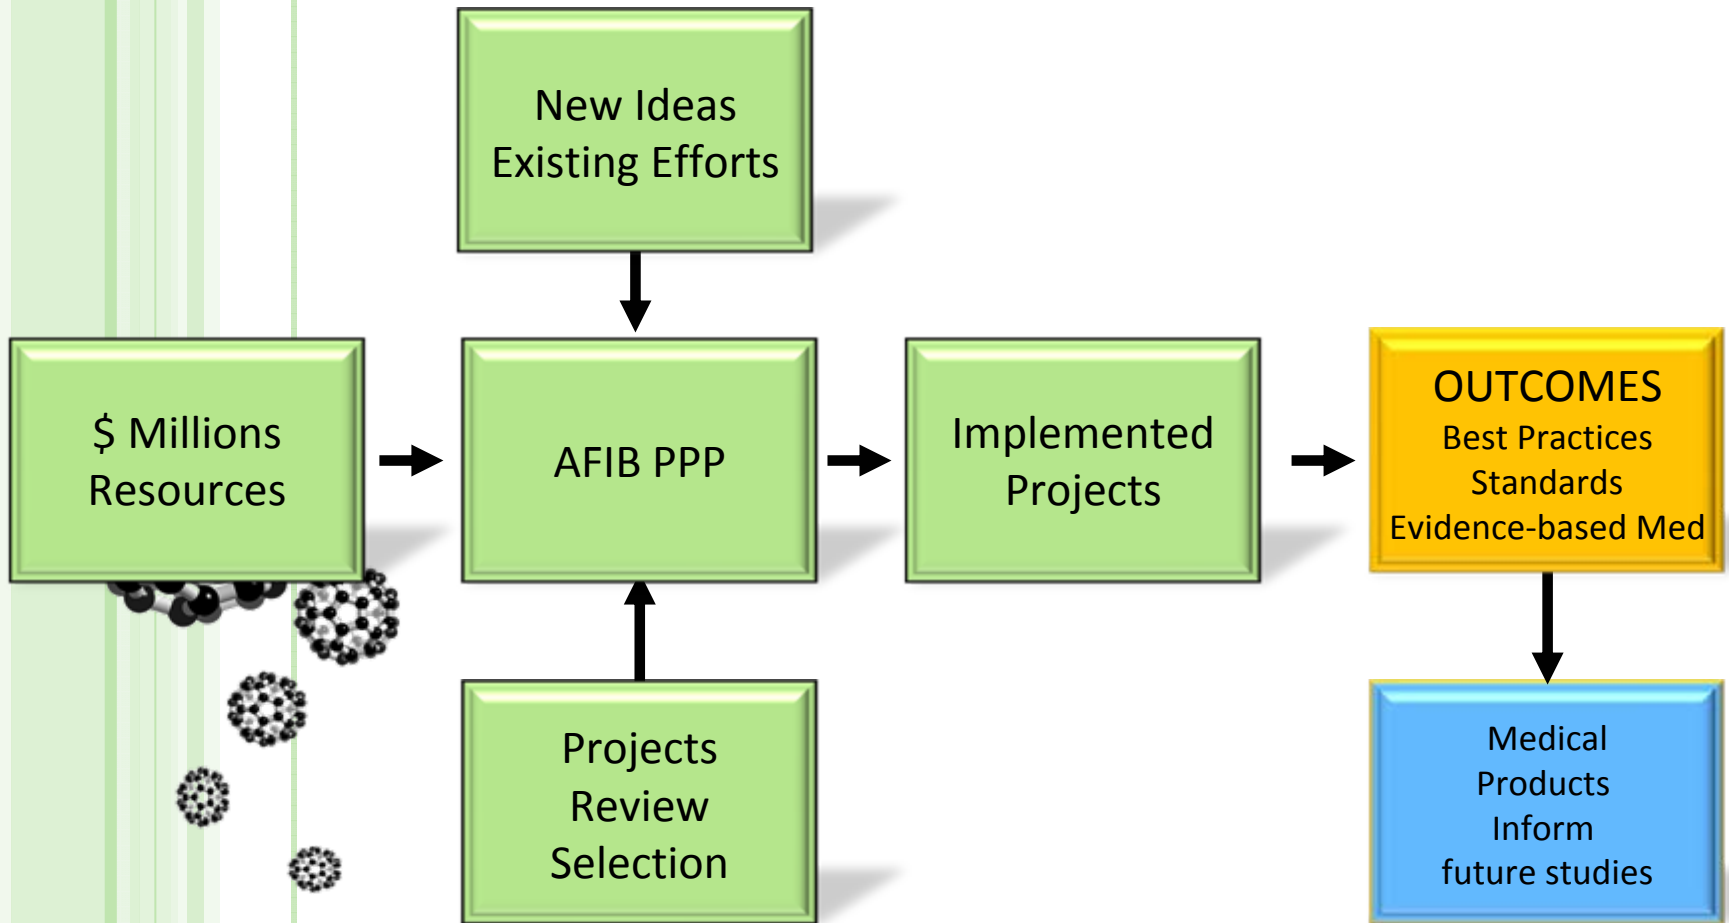 New Ideas
Existing Efforts
$ Millions
Resources
AFIB PPP
Implemented
Projects
OUTCOMES
Best Practices
Standards
Evidence-based Med
Projects
Review
Selection
Medical
Products
Inform
future studies